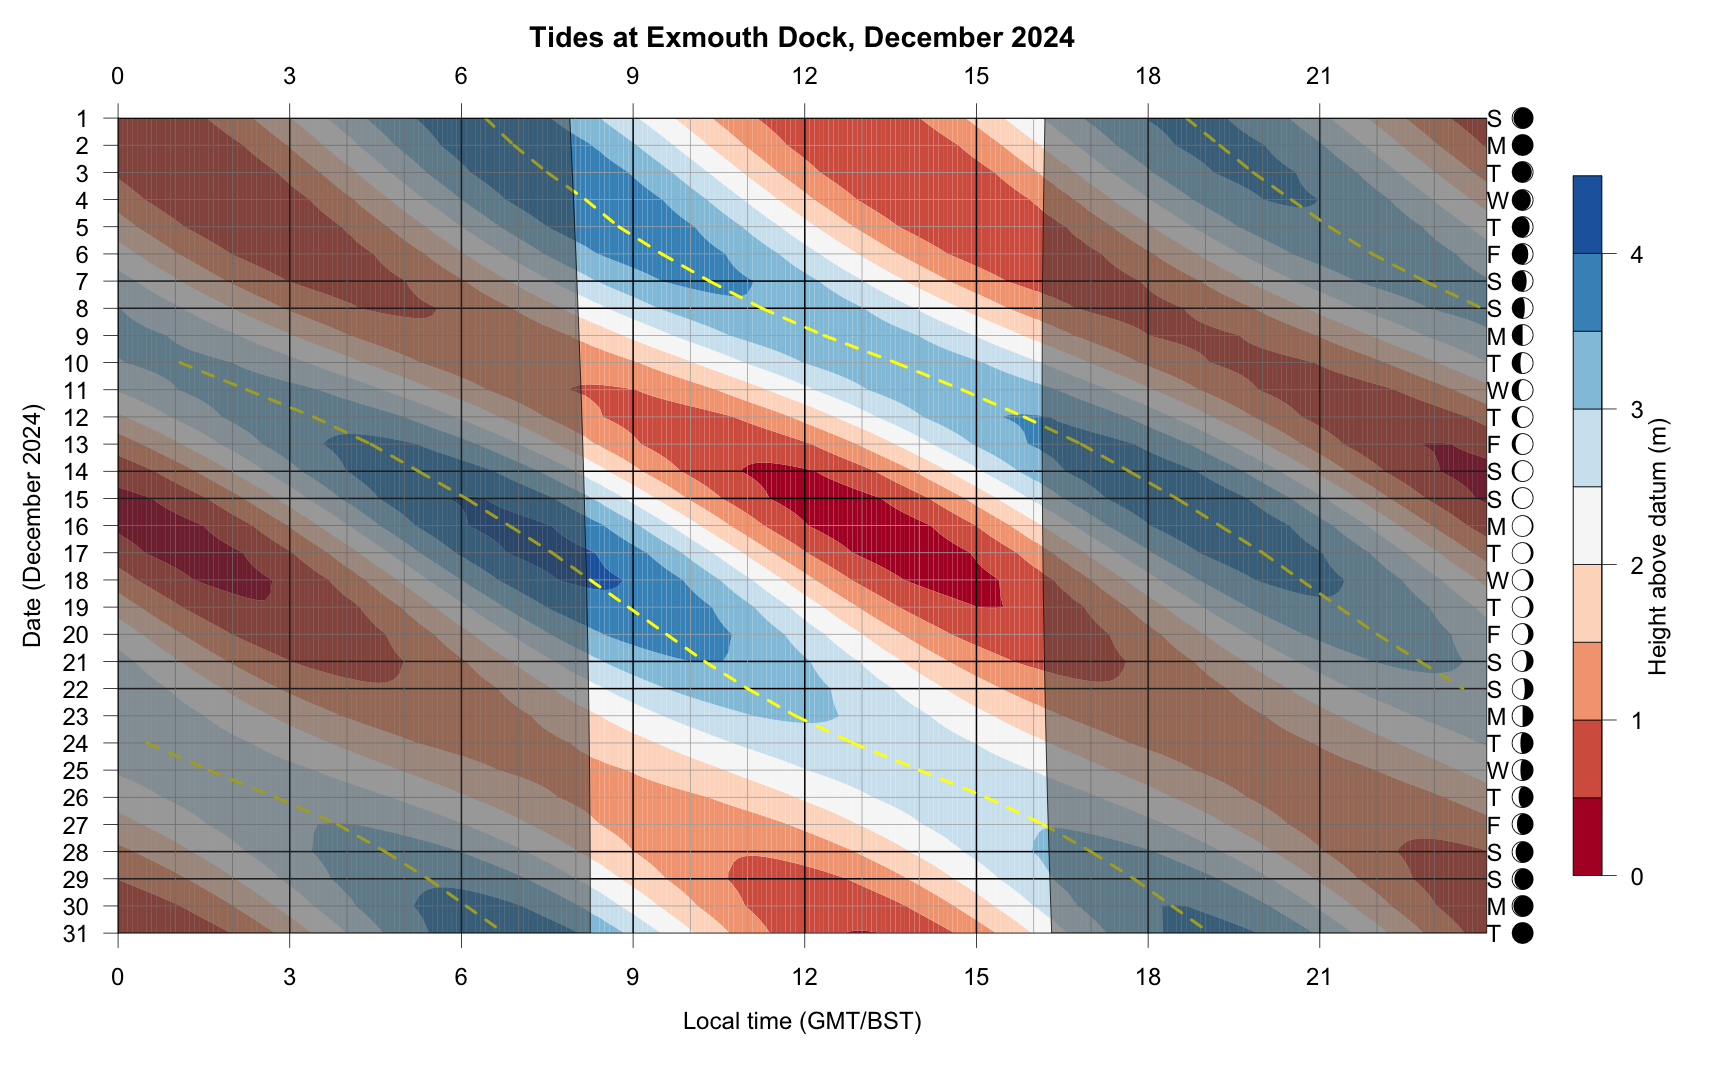 Tides at Exmouth Dock, December 2024
0 3 6 9 12 15 18 21
1 S
2 M
3 T
4 W
5 T
6 F
7 S
8 S
9 M
10 T
11 W
12 T
13 F
14 S
15 S
16 M
17 T
18 W
19 T
20 F
21 S
22 S
23 M
24 T
25 W
26 T
27 F
28 S
29 S
30 M
31 T
0 3 6 9 12 15 18 21
Local time (GMT/BST)
Date (December 2024)
4
3
2
1
0
Height above datum (m)